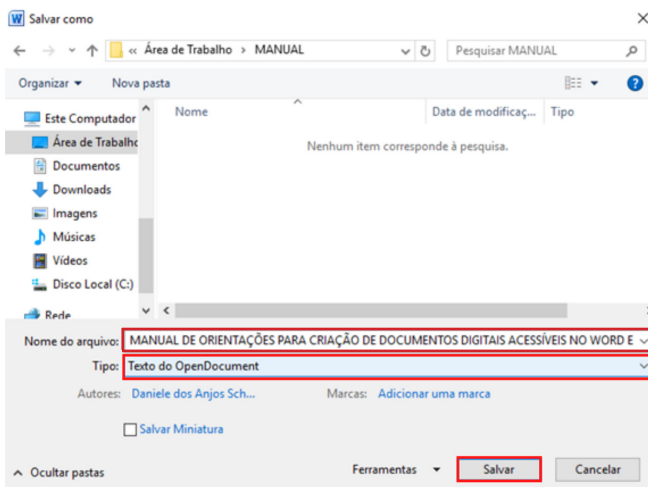 Salvar como
« Área de Trabalho › MANUAL
Pesquisar MANUAL
Organizar
Nova pasta
?
Este Computador
Área de Trabalho
Documentos
Downloads
Imagens
Músicas
Vídeos
Disco Local (C:)
Rede
Nome
Data de modificaç...
Tipo
Nenhum item corresponde à pesquisa.
Nome do arquivo: MANUAL DE ORIENTAÇÕES PARA CRIAÇÃO DE DOCUMENTOS DIGITAIS ACESSÍVEIS NO WORD E
Tipo: Texto do OpenDocument
Autores: Daniele dos Anjos Sch...
Marcas: Adicionar uma marca
Salvar Miniatura
Ocultar pastas
Ferramentas
Salvar
Cancelar